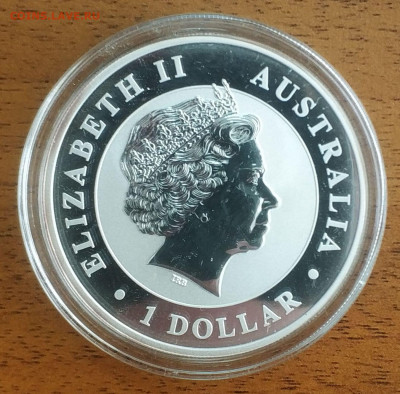 ELIZABETH II AUSTRALIA
• 1 DOLLAR •
IRB